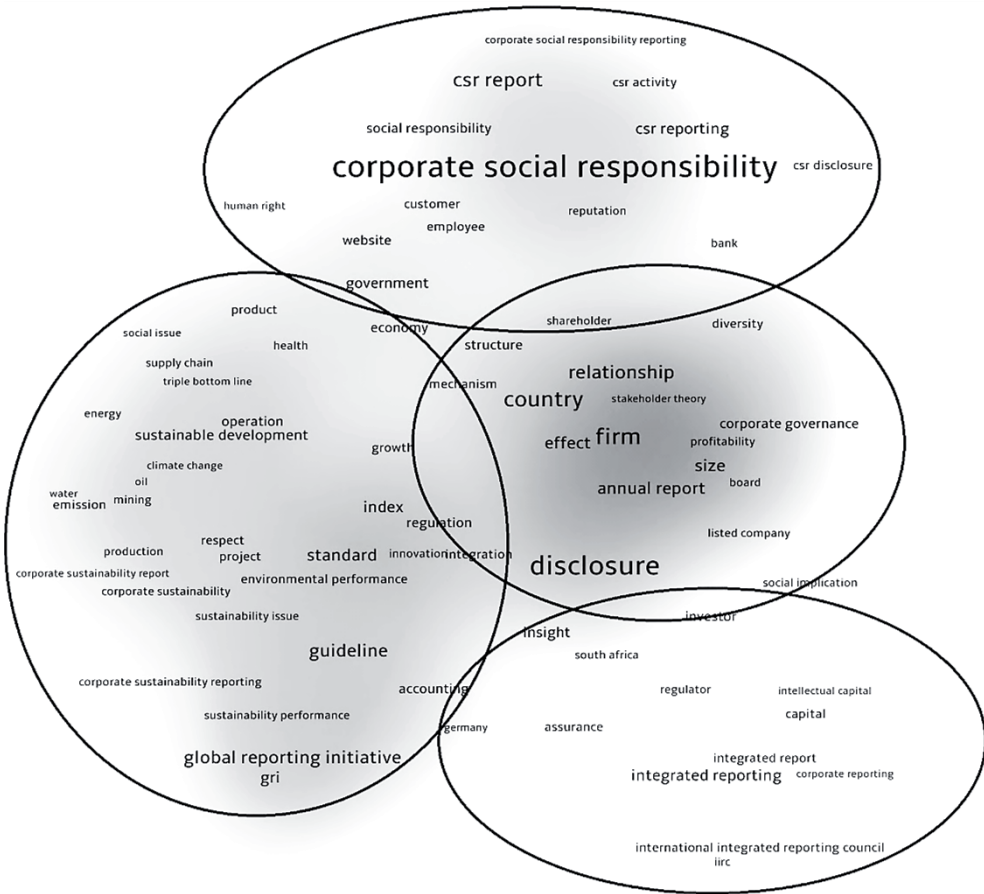 corporate social responsibility reporting
csr report
csr activity
social responsibility
csr reporting
corporate social responsibility
csr disclosure
human right
customer
reputation
employee
website
bank
government
product
economy
shareholder
diversity
social issue
health
structure
supply chain
relationship
triple bottom line
mechanism
country
stakeholder theory
energy
operation
corporate governance
sustainable development
effect
firm
profitability
growth
climate change
size
oil
annual report
board
water
emission
mining
index
regulation
listed company
respect
production
project
standard
innovation
integration
disclosure
corporate sustainability report
environmental performance
social implication
corporate sustainability
sustainability issue
investor
insight
guideline
south africa
corporate sustainability reporting
accounting
regulator
intellectual capital
sustainability performance
capital
germany
assurance
global reporting initiative
integrated report
gri
integrated reporting
corporate reporting
international integrated reporting council
iirc